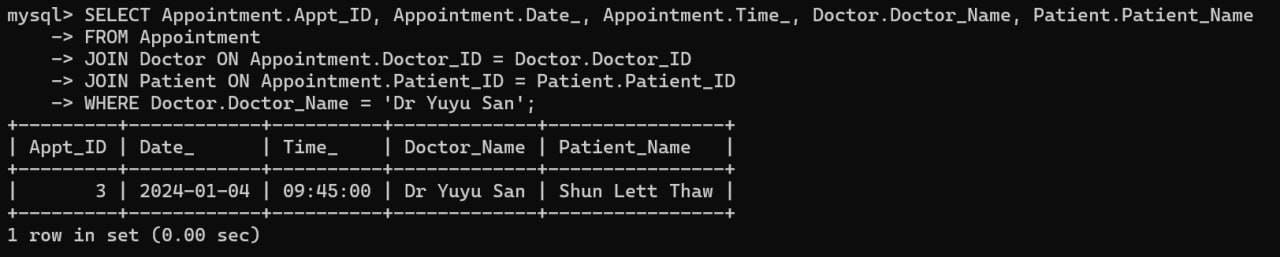 mysql> SELECT Appointment.Appt_ID, Appointment.Date_, Appointment.Time_, Doctor.Doctor_Name, Patient.Patient_Name
    -> FROM Appointment
    -> JOIN Doctor ON Appointment.Doctor_ID = Doctor.Doctor_ID
    -> JOIN Patient ON Appointment.Patient_ID = Patient.Patient_ID
    -> WHERE Doctor.Doctor_Name = 'Dr Yuyu San';
+---------+------------+----------+-------------+----------------+
| Appt_ID | Date_      | Time_    | Doctor_Name | Patient_Name   |
+---------+------------+----------+-------------+----------------+
|       3 | 2024-01-04 | 09:45:00 | Dr Yuyu San | Shun Lett Thaw |
+---------+------------+----------+-------------+----------------+
1 row in set (0.00 sec)